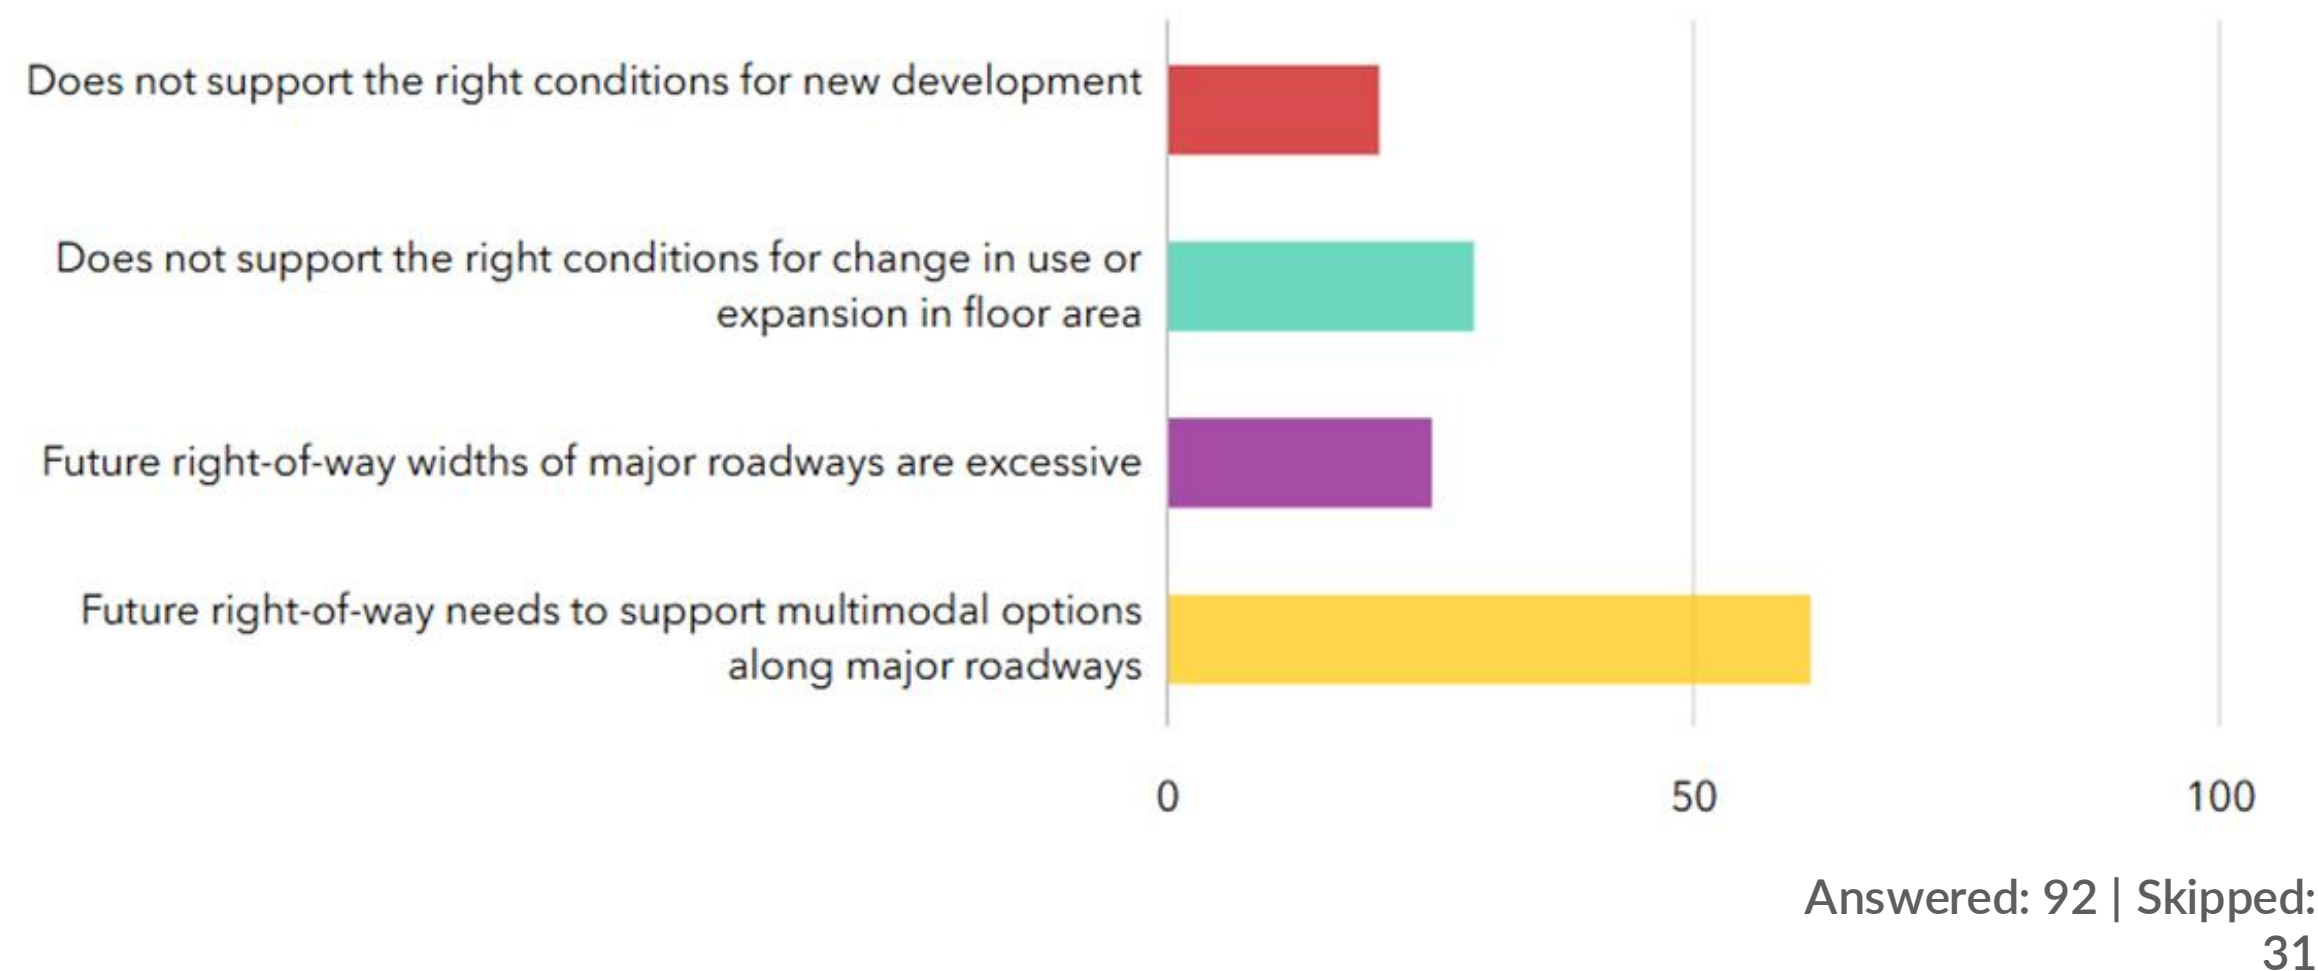 Does not support the right conditions for new development
Does not support the right conditions for change in use or
expansion in floor area
Future right-of-way widths of major roadways are excessive
Future right-of-way needs to support multimodal options
along major roadways
0 50 100
Answered: 92 | Skipped:
31